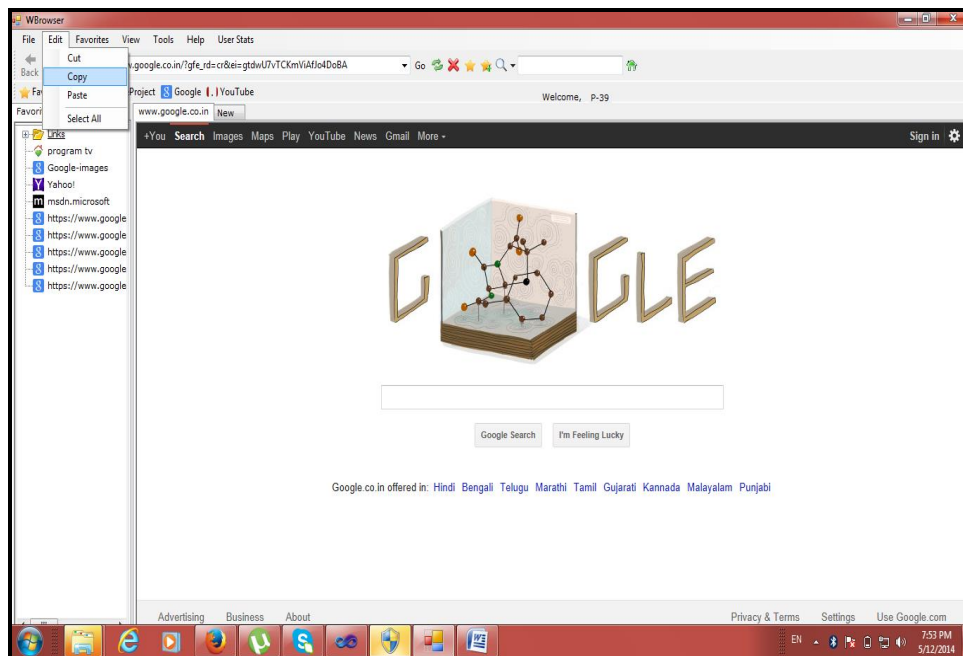 WBrowser
File Edit Favorites View Tools Help User Stats
Cut
Copy
Paste
Select All
Back
.google.co.in/?gfe_rd=cr&ei=gtdwU7vTCKmViAfJo4DoBA
Go
Fa
Project Google YouTube
Welcome, P-39
Favori
www.google.co.in New
Links
program tv
Google-images
Yahoo!
msdn.microsoft
https://www.google
https://www.google
https://www.google
https://www.google
https://www.google
+You Search Images Maps Play YouTube News Gmail More
Sign in
GOOGLE
Google Search I'm Feeling Lucky
Google.co.in offered in: Hindi Bengali Telugu Marathi Tamil Gujarati Kannada Malayalam Punjabi
Advertising Business About
Privacy & Terms Settings Use Google.com
EN
7:53 PM
5/12/2014